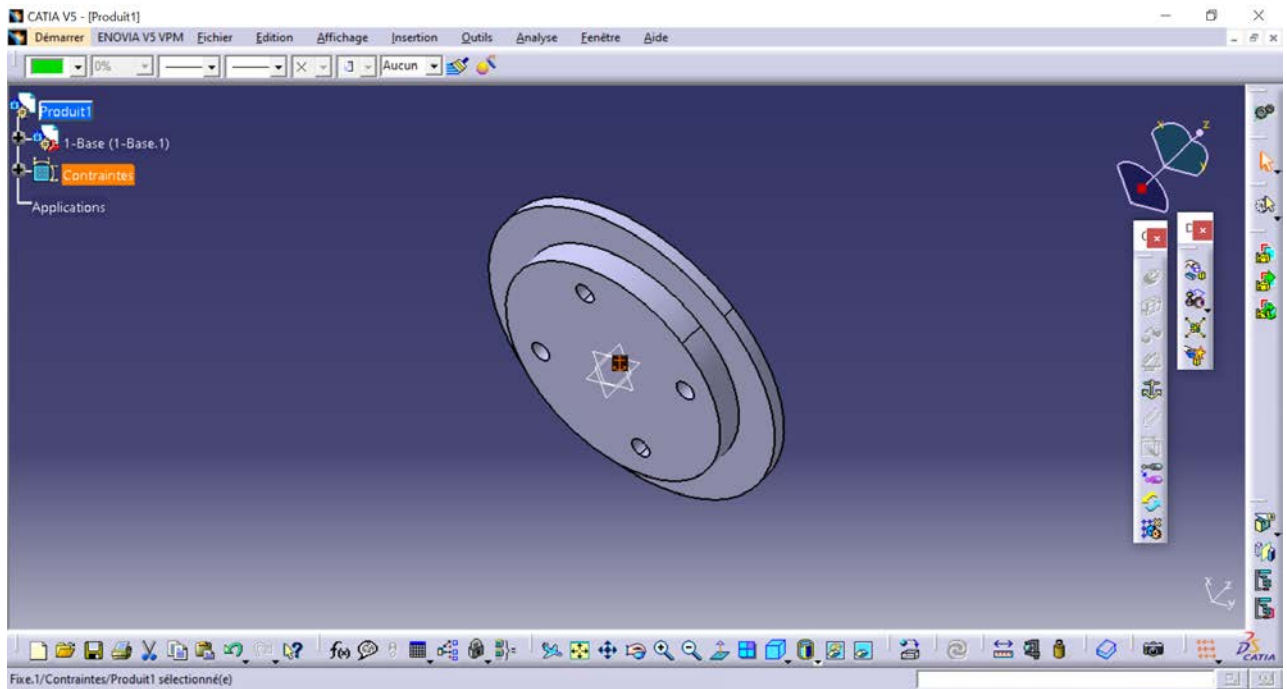 CATIA V5 - [Produit1]
Démarrer ENOVIA V5 VPM Fichier Edition Affichage Insertion Outils Analyse Fenêtre Aide
0% Aucun
Produit1
1-Base (1-Base.1)
Contraintes
Applications
x z y
C D
x z y
f(x)
CATIA
Fixe.1/Contraintes/Produit1 sélectionné(e)